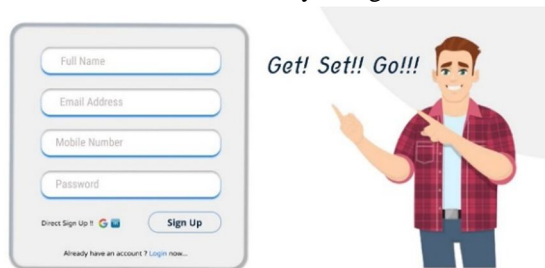 Full Name
Get! Set!! Go!!!
Email Address
Mobile Number
Password
Direct Sign Up !!
Sign Up
Already have an account ? Login now...